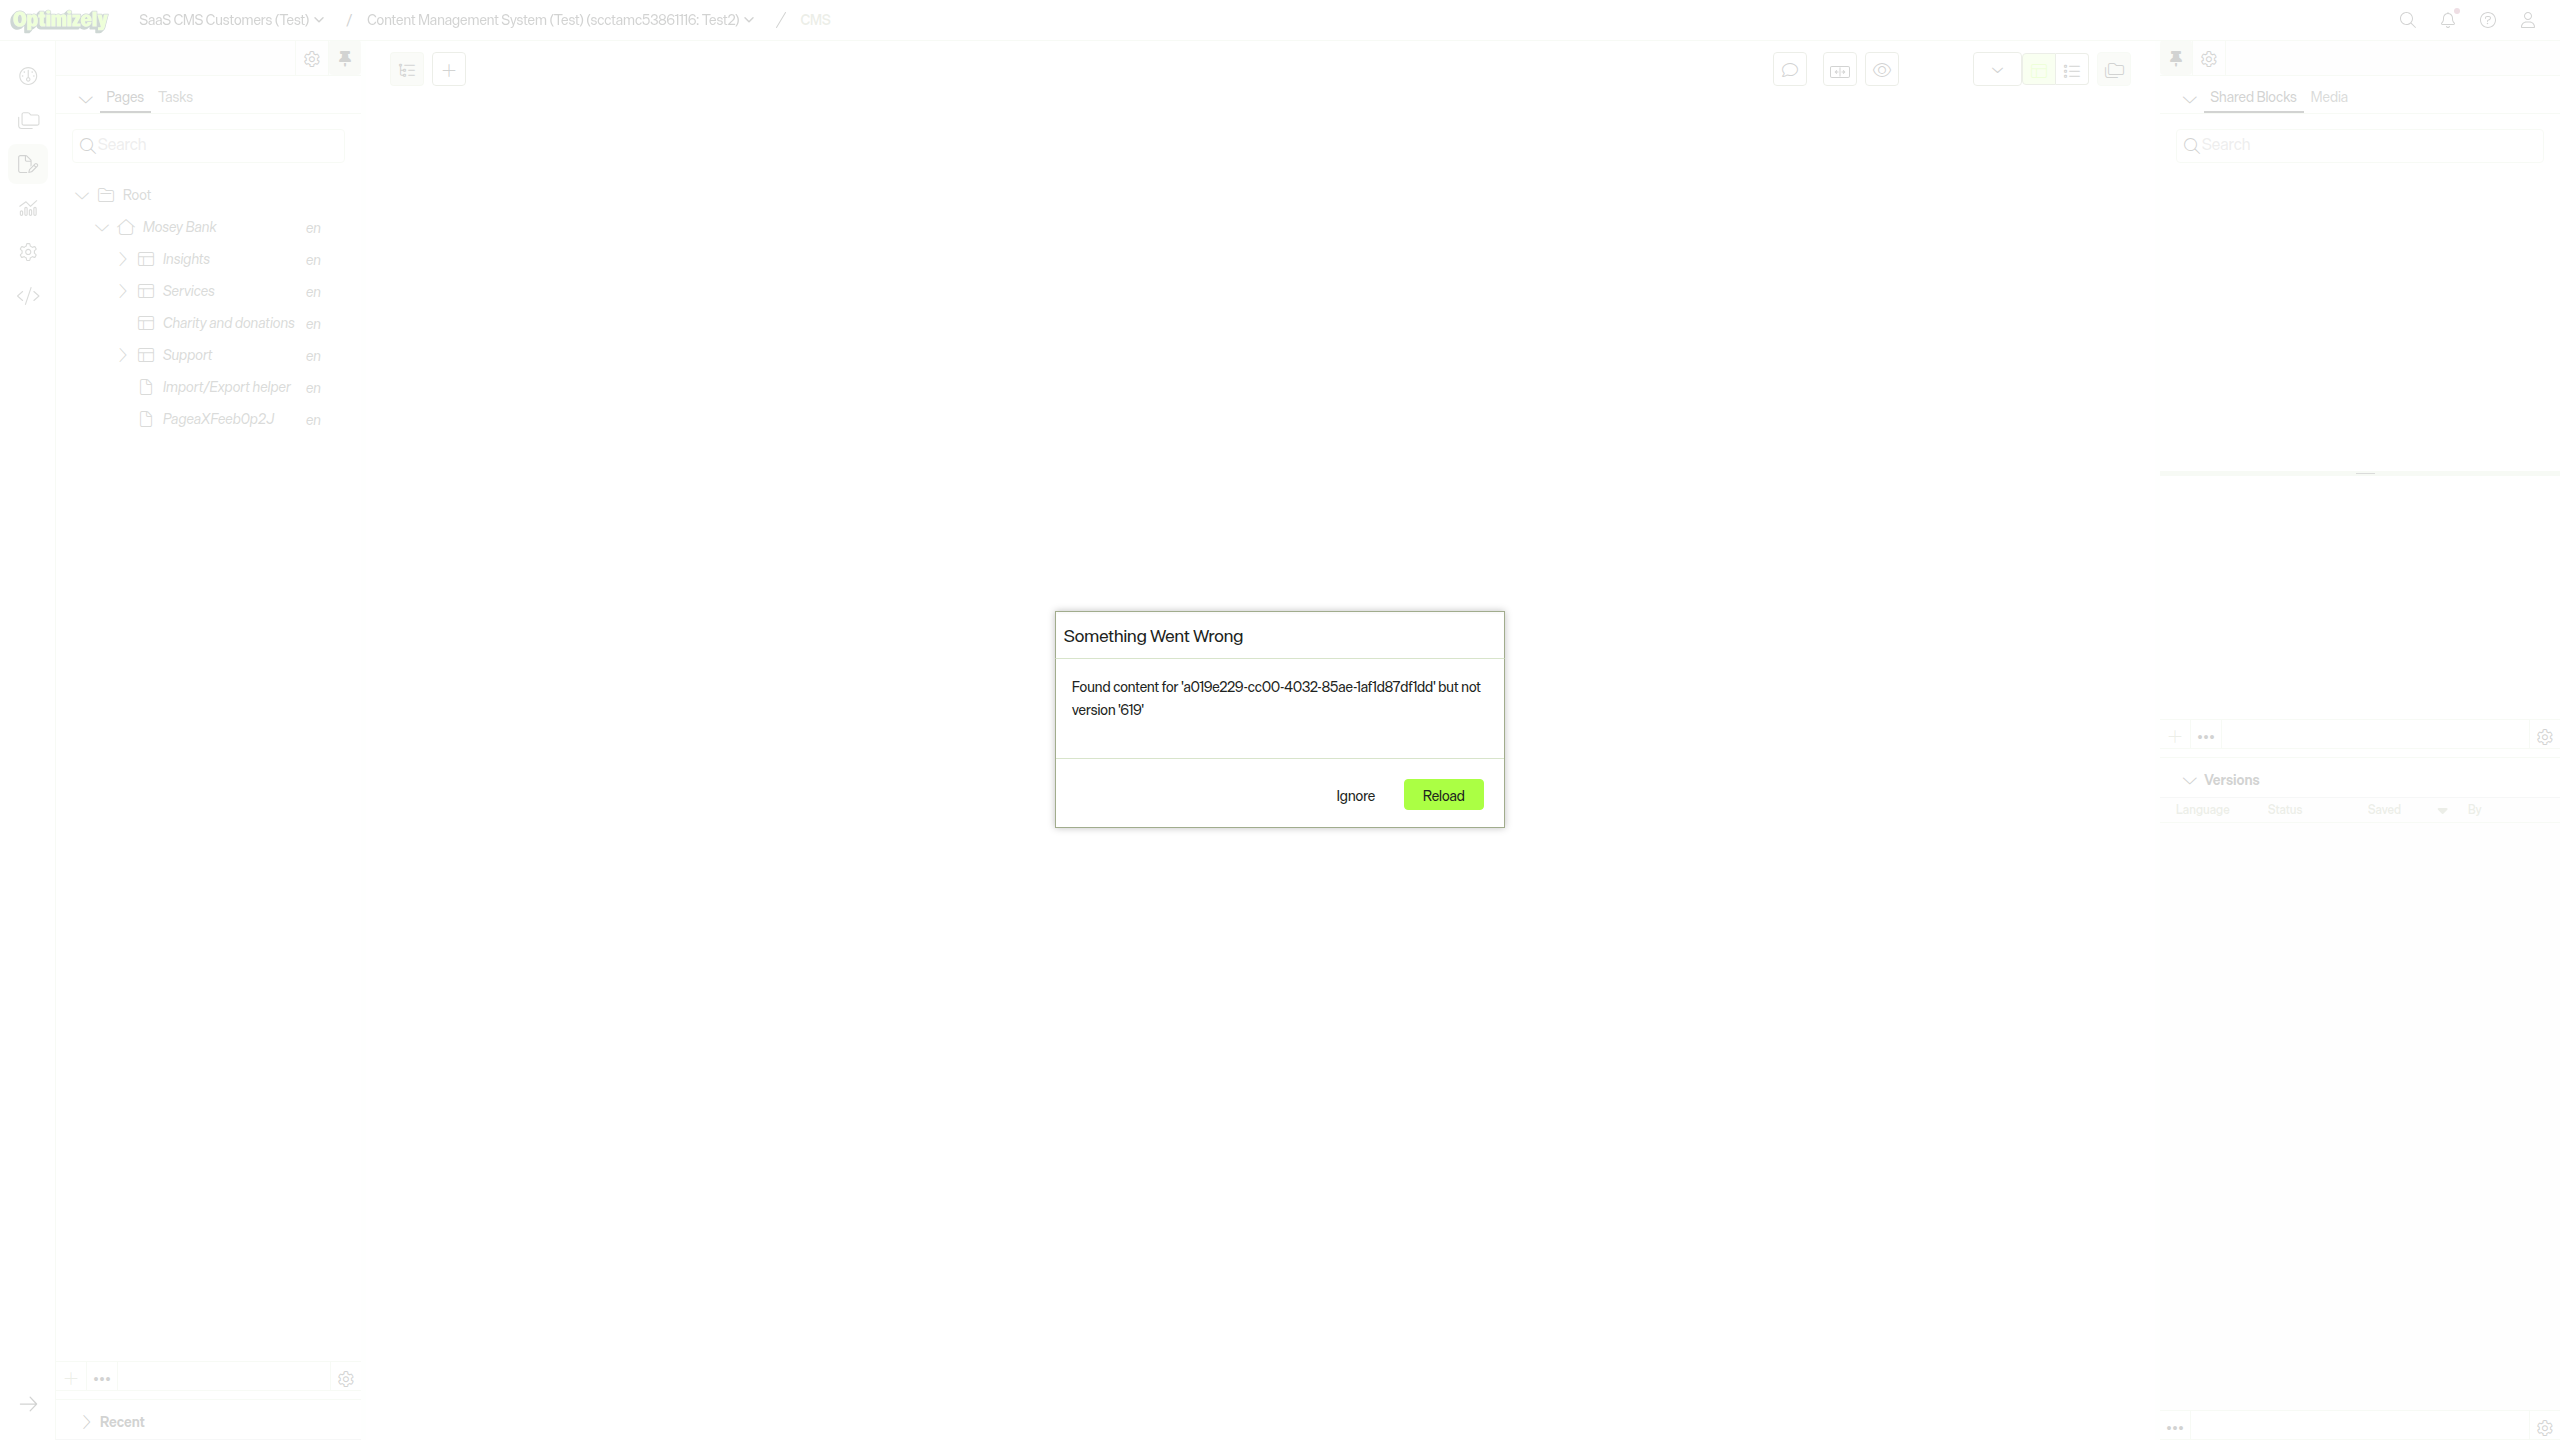 Optimizely
SaaS CMS Customers (Test) / Content Management System (Test) (scctamc53861116: Test2) / CMS
Pages Tasks
Search
Root
Mosey Bank en
Insights en
Services en
Charity and donations en
Support en
Import/Export helper en
PageaXFeeb0p2J en
Recent
Something Went Wrong
Found content for 'a019e229-cc00-4032-85ae-1af1d87df1dd' but not
version '619'
Ignore Reload
Shared Blocks Media
Search
Versions
Language Status Saved By